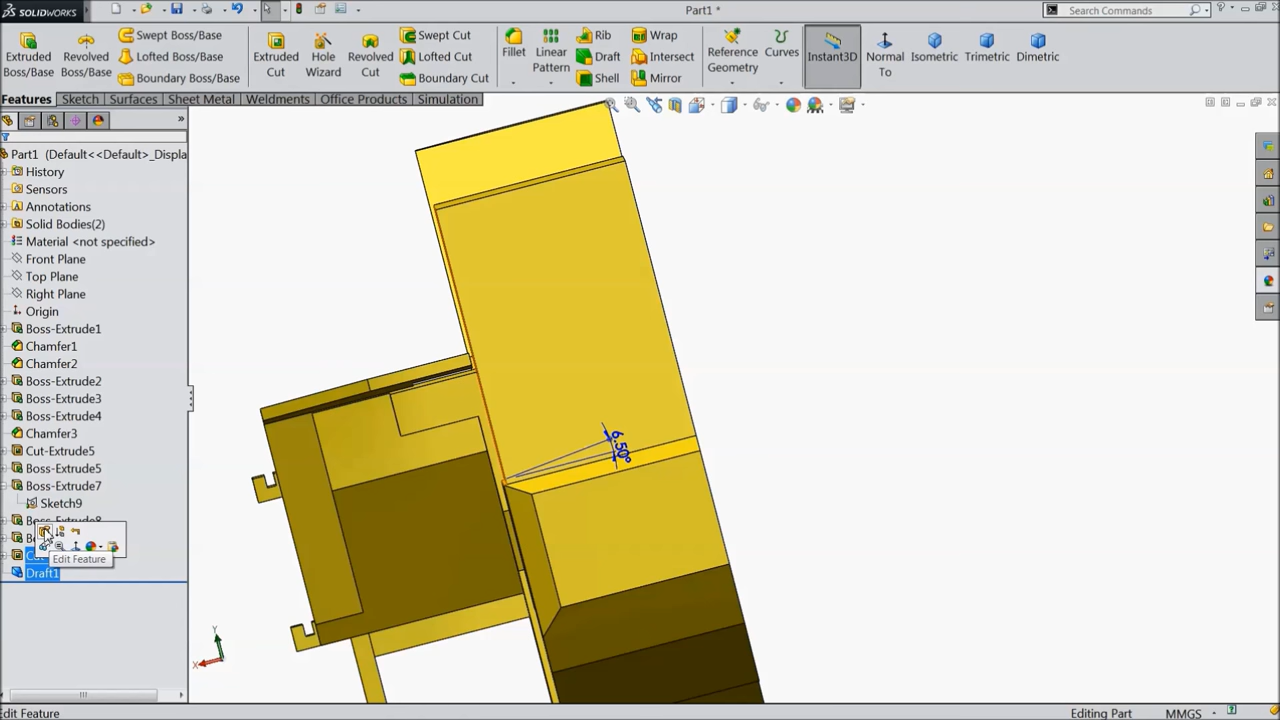 SOLIDWORKS
Part1 *
Search Commands
Extruded Boss/Base
Revolved Boss/Base
Swept Boss/Base
Lofted Boss/Base
Boundary Boss/Base
Extruded Cut
Hole Wizard
Revolved Cut
Swept Cut
Lofted Cut
Boundary Cut
Fillet
Linear Pattern
Rib
Draft
Shell
Wrap
Intersect
Mirror
Reference Geometry
Curves
Instant3D
Normal To
Isometric
Trimetric
Dimetric
Features
Sketch
Surfaces
Sheet Metal
Weldments
Office Products
Simulation
Part1 (Default<<Default>_Displa
History
Sensors
Annotations
Solid Bodies(2)
Material <not specified>
Front Plane
Top Plane
Right Plane
Origin
Boss-Extrude1
Chamfer1
Chamfer2
Boss-Extrude2
Boss-Extrude3
Boss-Extrude4
Chamfer3
Cut-Extrude5
Boss-Extrude5
Boss-Extrude7
Sketch9
Boss-Extrude8
Edit Feature
Draft1
6.50°
Y
X
Edit Feature
Editing Part
MMGS